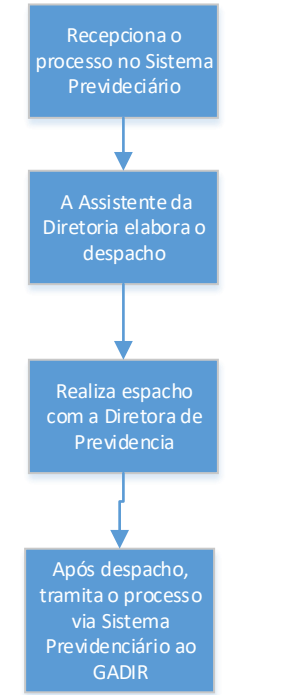 Recepciona o
processo no Sistema
Prevideciário
A Assistente da
Diretoria elabora o
despacho
Realiza espacho
com a Diretora de
Previdencia
Após despacho,
tramita o processo
via Sistema
Previdenciário ao
GADIR